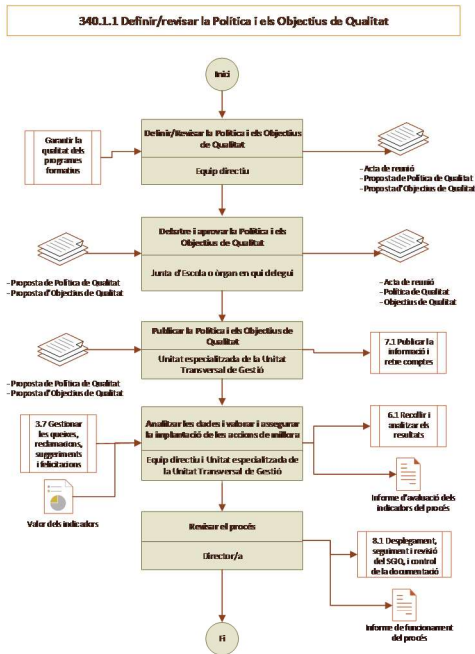 340.1.1 Definir/revisar la Política i els Objectius de Qualitat
Inici
Definir/Revisar la Política i els Objectius
de Qualitat
Equip directiu
Garantir la
qualitat dels
programes
formatius
- Acta de reunió
- Proposta de Política de Qualitat
- Proposta d'Objectius de Qualitat
Debatre i aprovar la Política i els
Objectius de Qualitat
Junta d'Escola o òrgan en qui delegui
- Proposta de Política de Qualitat
- Proposta d'Objectius de Qualitat
- Acta de reunió
- Política de Qualitat
- Objectius de Qualitat
Publicar la Política i els Objectius de
Qualitat
Unitat especialitzada de la Unitat
Transversal de Gestió
- Proposta de Política de Qualitat
- Proposta d'Objectius de Qualitat
7.1 Publicar la
informació i
retre comptes
Analitzar les dades i valorar i assegurar
la implantació de les accions de millora
Equip directiu i Unitat especialitzada de
la Unitat Transversal de Gestió
3.7 Gestionar
les queixes,
reclamacions,
suggeriments
i felicitacions
Valor dels indicadors
6.1 Recollir i
analitzar els
resultats
Informe d'avaluació dels
indicadors del procés
Revisar el procés
Director/a
8.1 Desplegament,
seguiment i revisió
del SGIQ, i control
de la documentació
Informe de funcionament
del procés
Fi